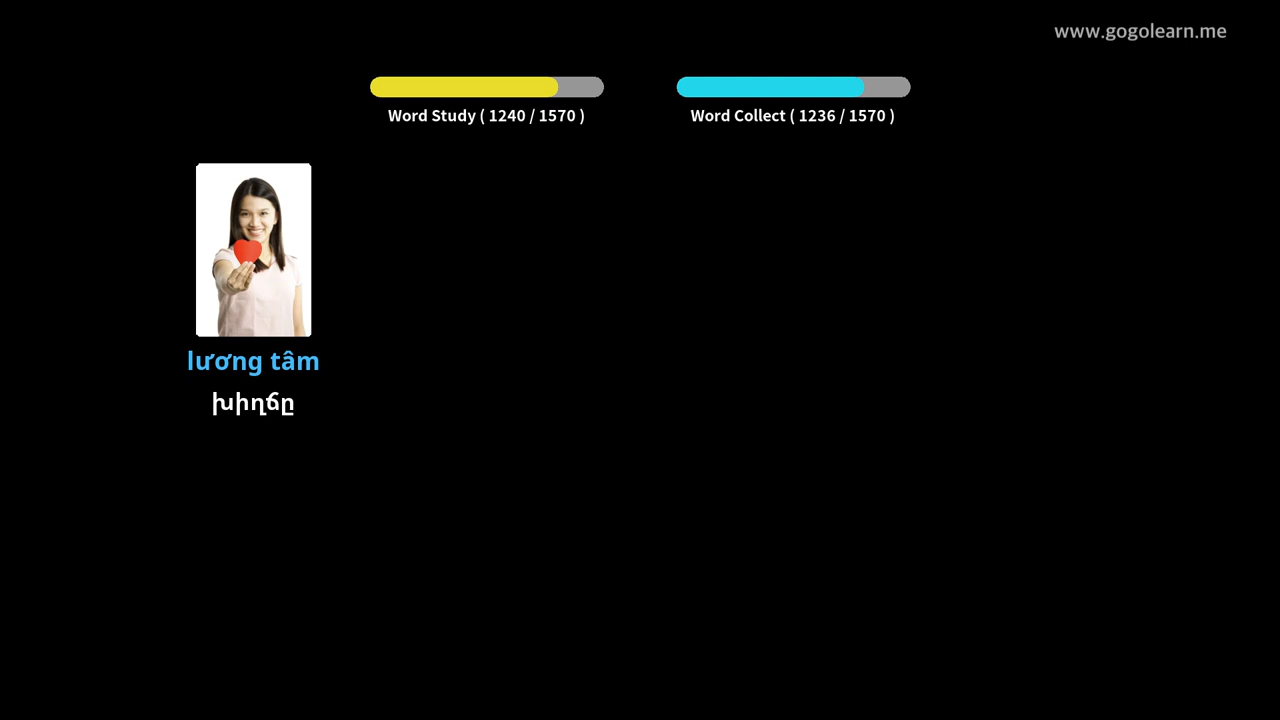 www.gogolearn.me
Word Study ( 1240 / 1570 )
Word Collect ( 1236 / 1570 )
lương tâm
խիղճը